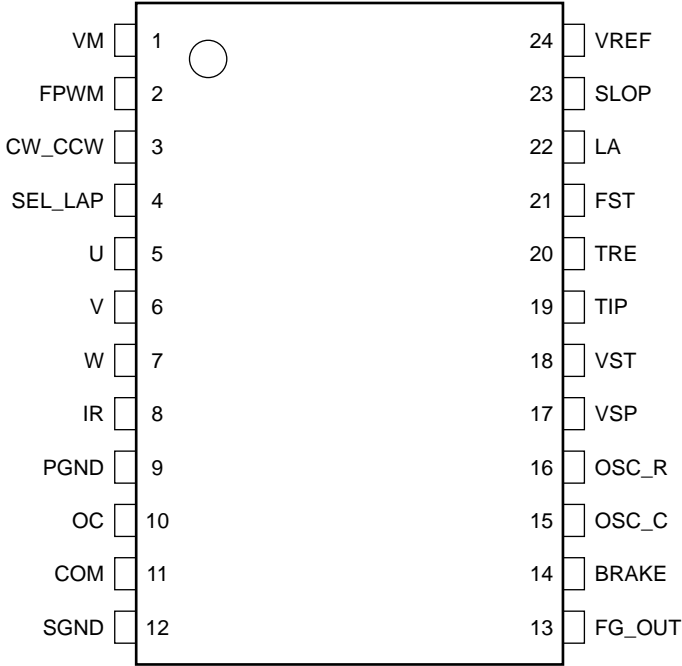 VM 1 24 VREF
FPWM 2 23 SLOP
CW_CCW 3 22 LA
SEL_LAP 4 21 FST
U 5 20 TRE
V 6 19 TIP
W 7 18 VST
IR 8 17 VSP
PGND 9 16 OSC_R
OC 10 15 OSC_C
COM 11 14 BRAKE
SGND 12 13 FG_OUT